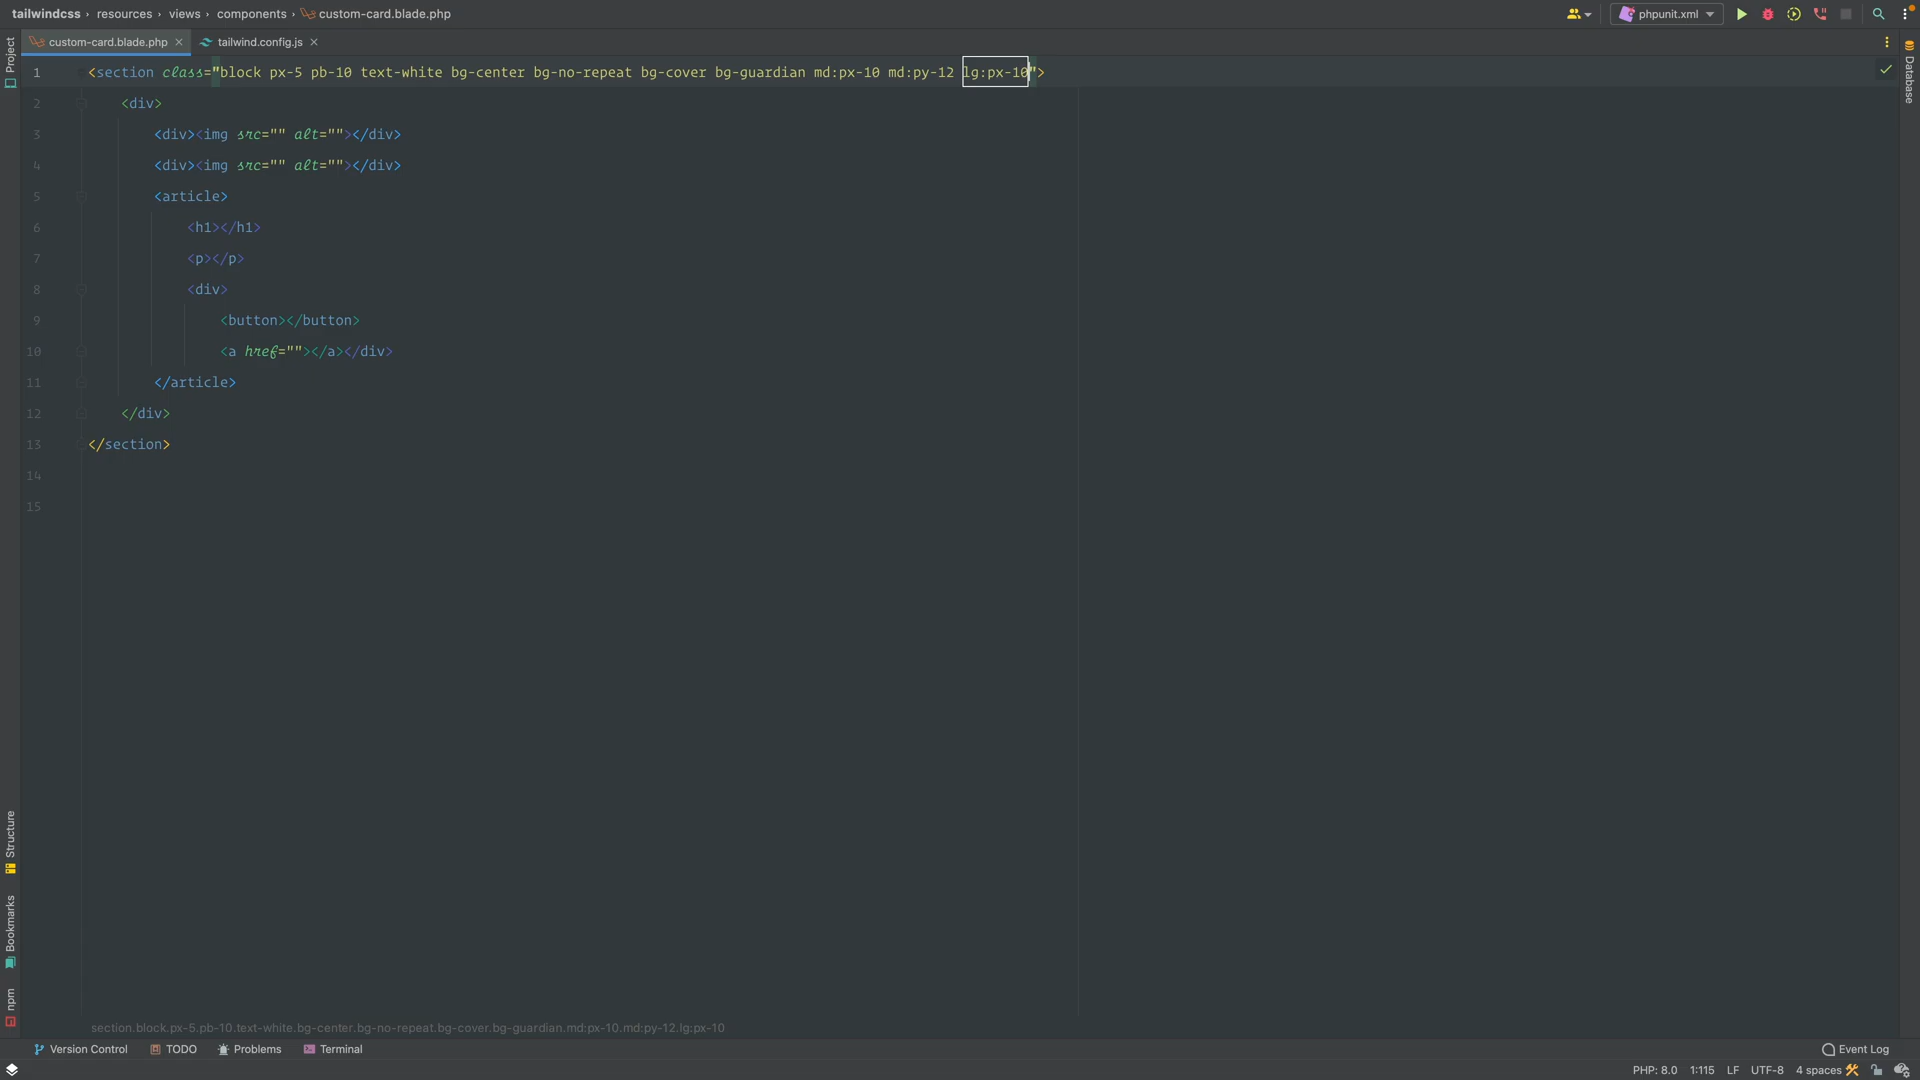 tailwindcss › resources › views › components › custom-card.blade.php
phpunit.xml
custom-card.blade.php
tailwind.config.js
Project
Database
1 <section class="block px-5 pb-10 text-white bg-center bg-no-repeat bg-cover bg-guardian md:px-10 md:py-12 lg:px-10">
2 <div>
3 <div><img src="" alt=""></div>
4 <div><img src="" alt=""></div>
5 <article>
6 <h1></h1>
7 <p></p>
8 <div>
9 <button></button>
10 <a href=""></a></div>
11 </article>
12 </div>
13 </section>
14
15
Structure
Bookmarks
npm
section.block.px-5.pb-10.text-white.bg-center.bg-no-repeat.bg-cover.bg-guardian.md:px-10.md:py-12.lg:px-10
Version Control TODO Problems Terminal Event Log
PHP: 8.0 1:115 LF UTF-8 4 spaces